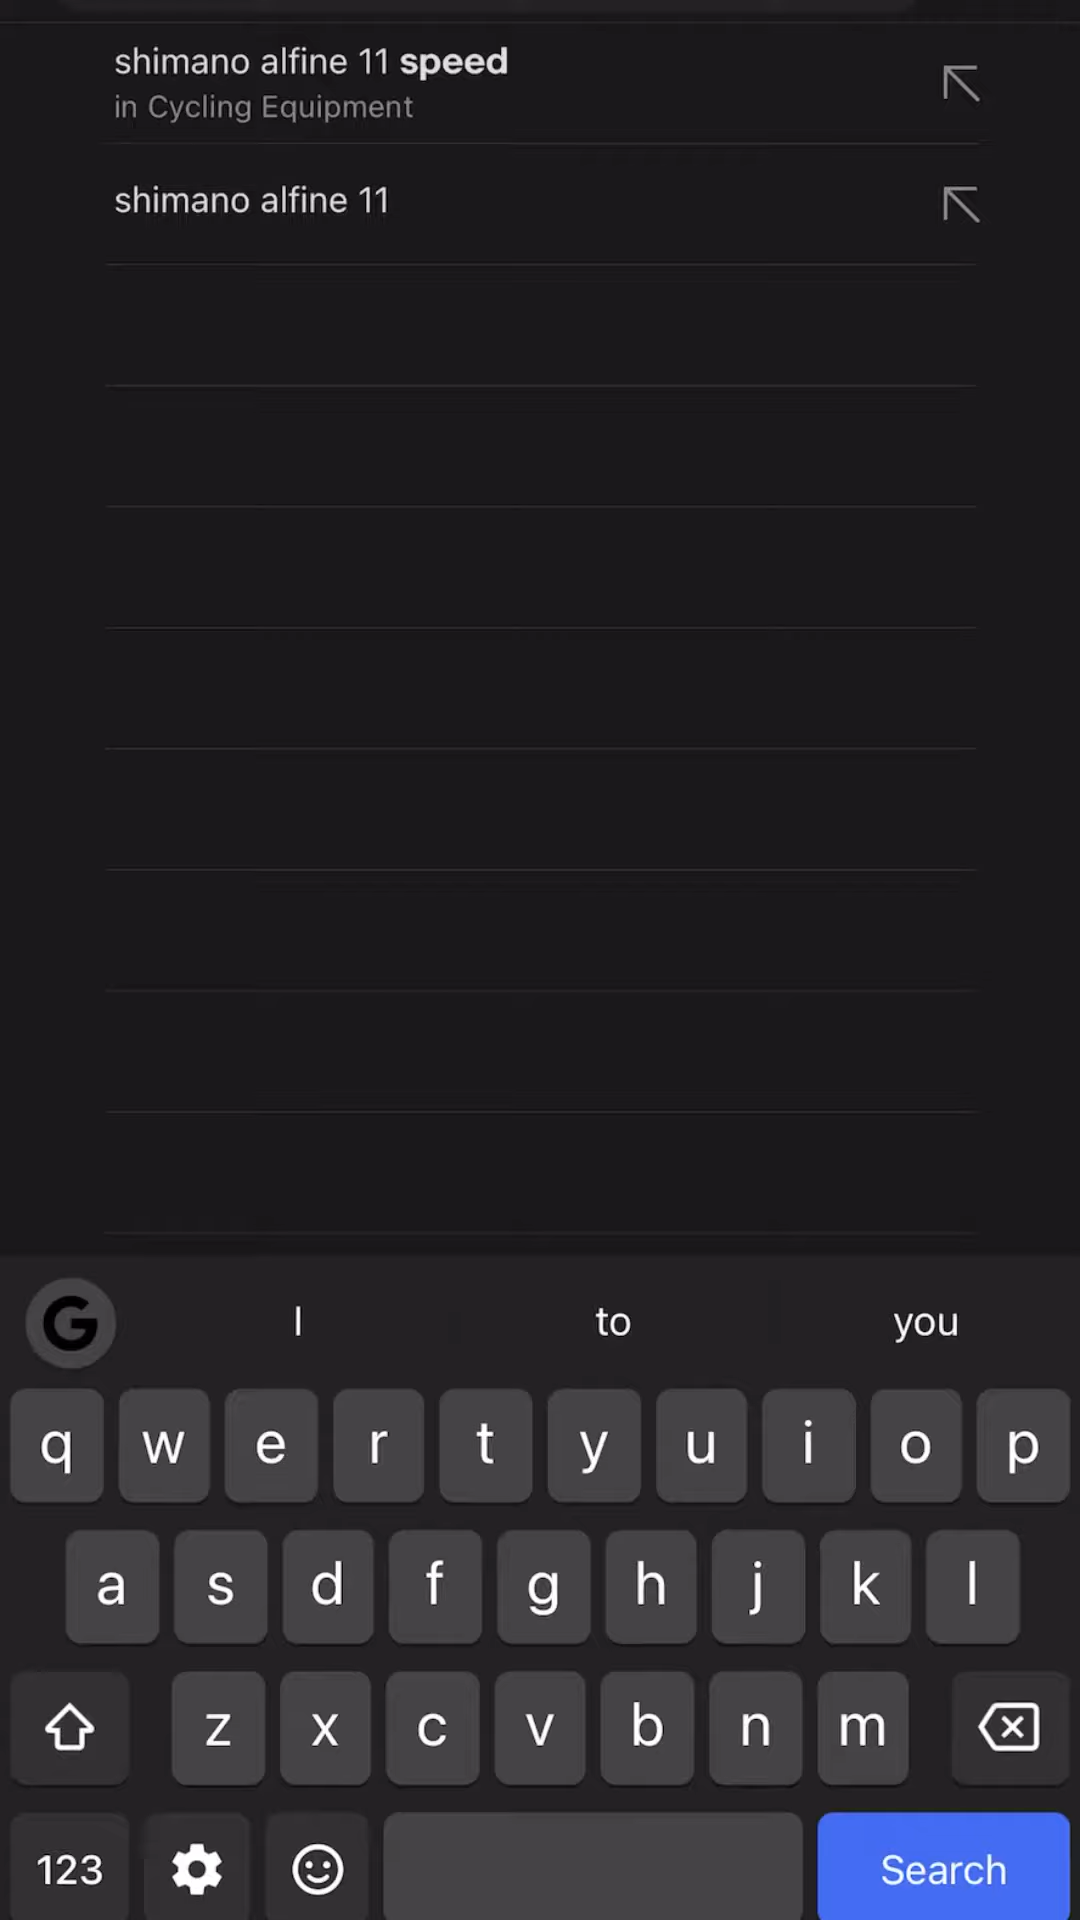 shimano alfine 11 speed
in Cycling Equipment
shimano alfine 11
G I to you
q w e r t y u i o p
a s d f g h j k l
z x c v b n m
123 Search